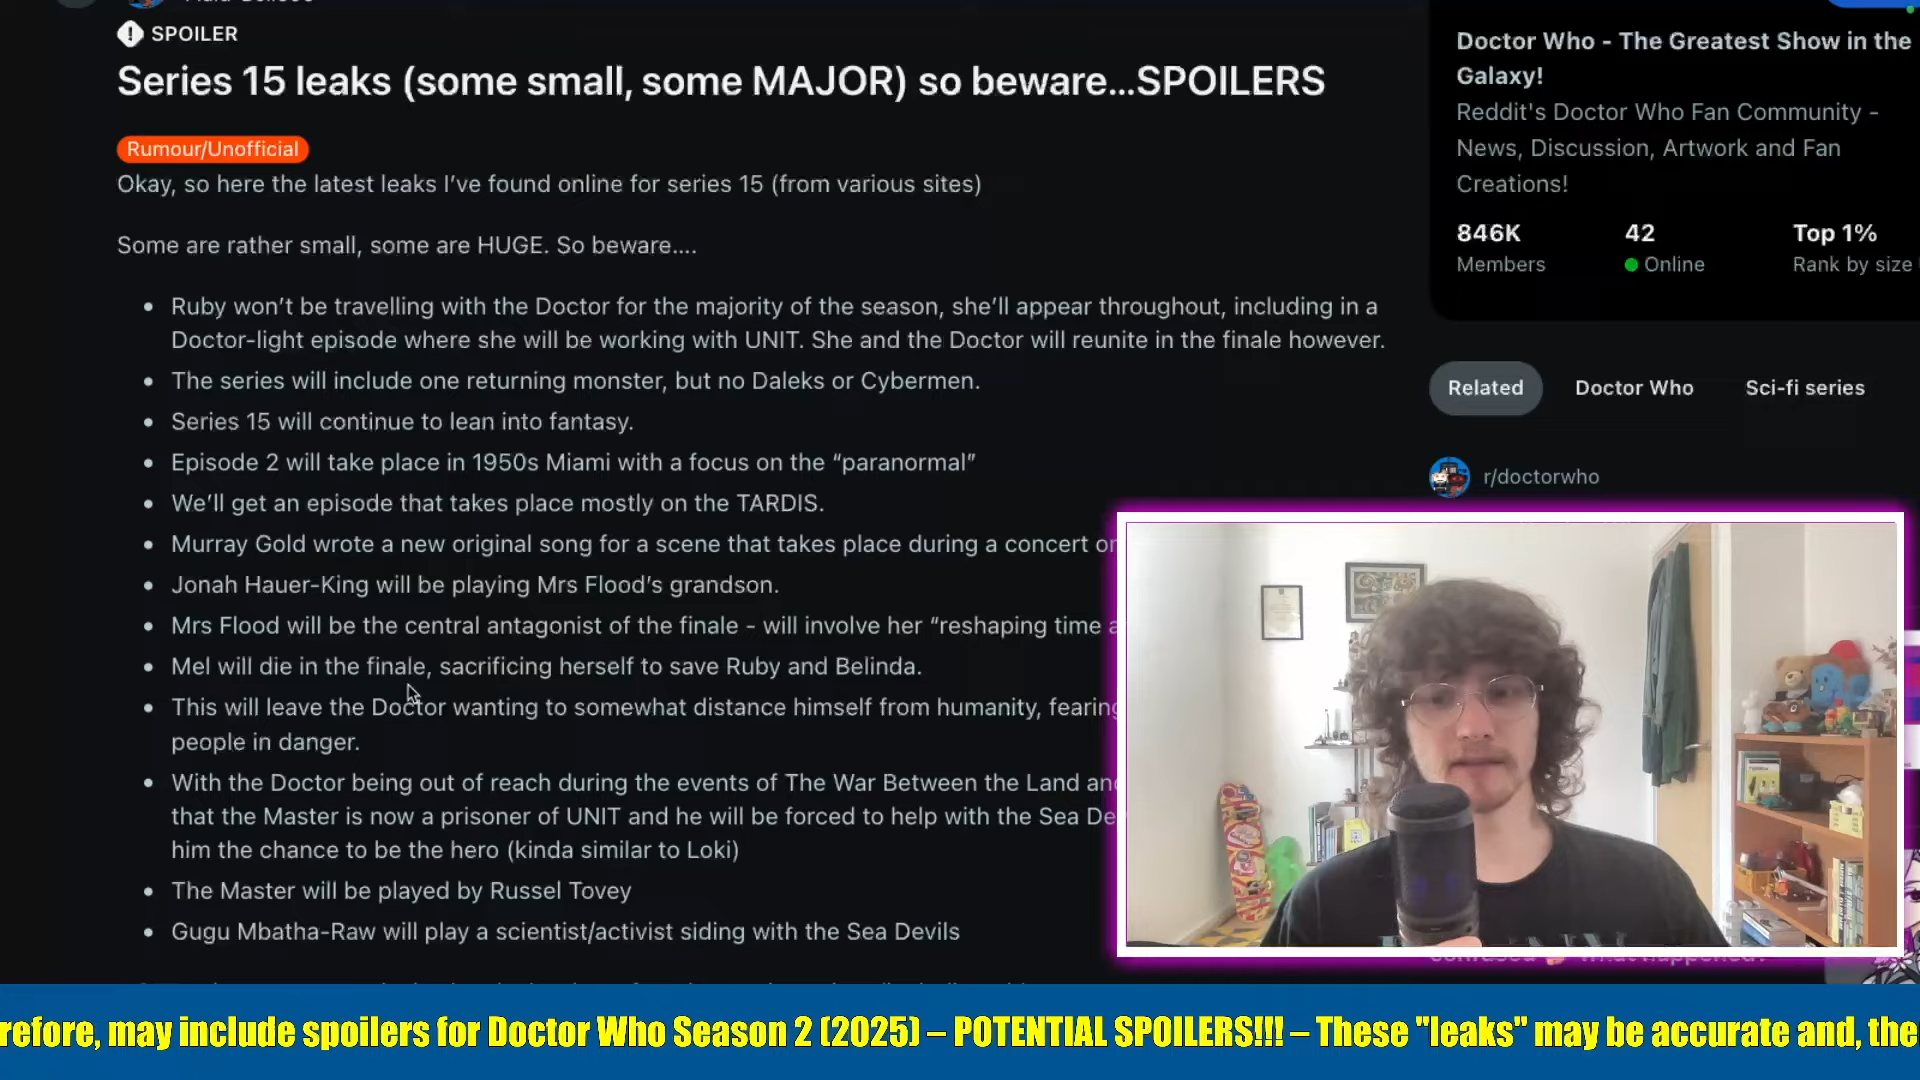 SPOILER
Series 15 leaks (some small, some MAJOR) so beware...SPOILERS
Rumour/Unofficial
Okay, so here the latest leaks I've found online for series 15 (from various sites)
Some are rather small, some are HUGE. So beware....
Ruby won't be travelling with the Doctor for the majority of the season, she'll appear throughout, including in a
Doctor-light episode where she will be working with UNIT. She and the Doctor will reunite in the finale however.
The series will include one returning monster, but no Daleks or Cybermen.
Series 15 will continue to lean into fantasy.
Episode 2 will take place in 1950s Miami with a focus on the “paranormal”
We'll get an episode that takes place mostly on the TARDIS.
Murray Gold wrote a new original song for a scene that takes place during a concert
Jonah Hauer-King will be playing Mrs Flood's grandson.
Mrs Flood will be the central antagonist of the finale - will involve her “reshaping time
Mel will die in the finale, sacrificing herself to save Ruby and Belinda.
This will leave the Doctor wanting to somewhat distance himself from humanity, fearing
people in danger.
With the Doctor being out of reach during the events of The War Between the Land
that the Master is now a prisoner of UNIT and he will be forced to help with the Sea
him the chance to be the hero (kinda similar to Loki)
The Master will be played by Russel Tovey
Gugu Mbatha-Raw will play a scientist/activist siding with the Sea Devils
Doctor Who - The Greatest Show in the
Galaxy!
Reddit's Doctor Who Fan Community -
News, Discussion, Artwork and Fan
Creations!
846K 42 Top 1%
Members Online Rank by size
Related Doctor Who Sci-fi series
r/doctorwho
refore, may include spoilers for Doctor Who Season 2 (2025) – POTENTIAL SPOILERS!!! – These "leaks" may be accurate and, the